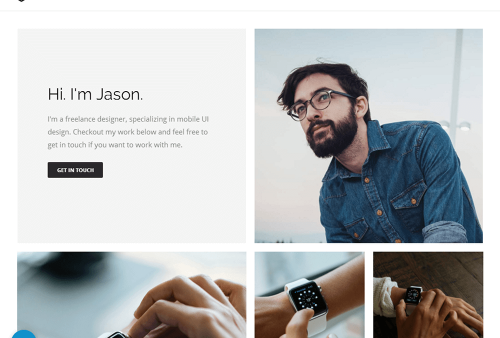 Hi. I'm Jason.
I'm a freelance designer, specializing in mobile UI
design. Checkout my work below and feel free to
get in touch if you want to work with me.
GET IN TOUCH